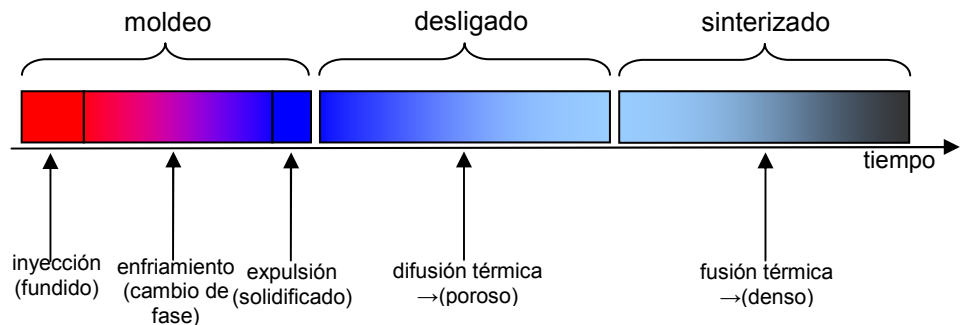 moldeo
desligado
sinterizado
tiempo
inyección
(fundido)
enfriamiento
(cambio de
fase)
expulsión
(solidificado)
difusión térmica
→(poroso)
fusión térmica
→(denso)